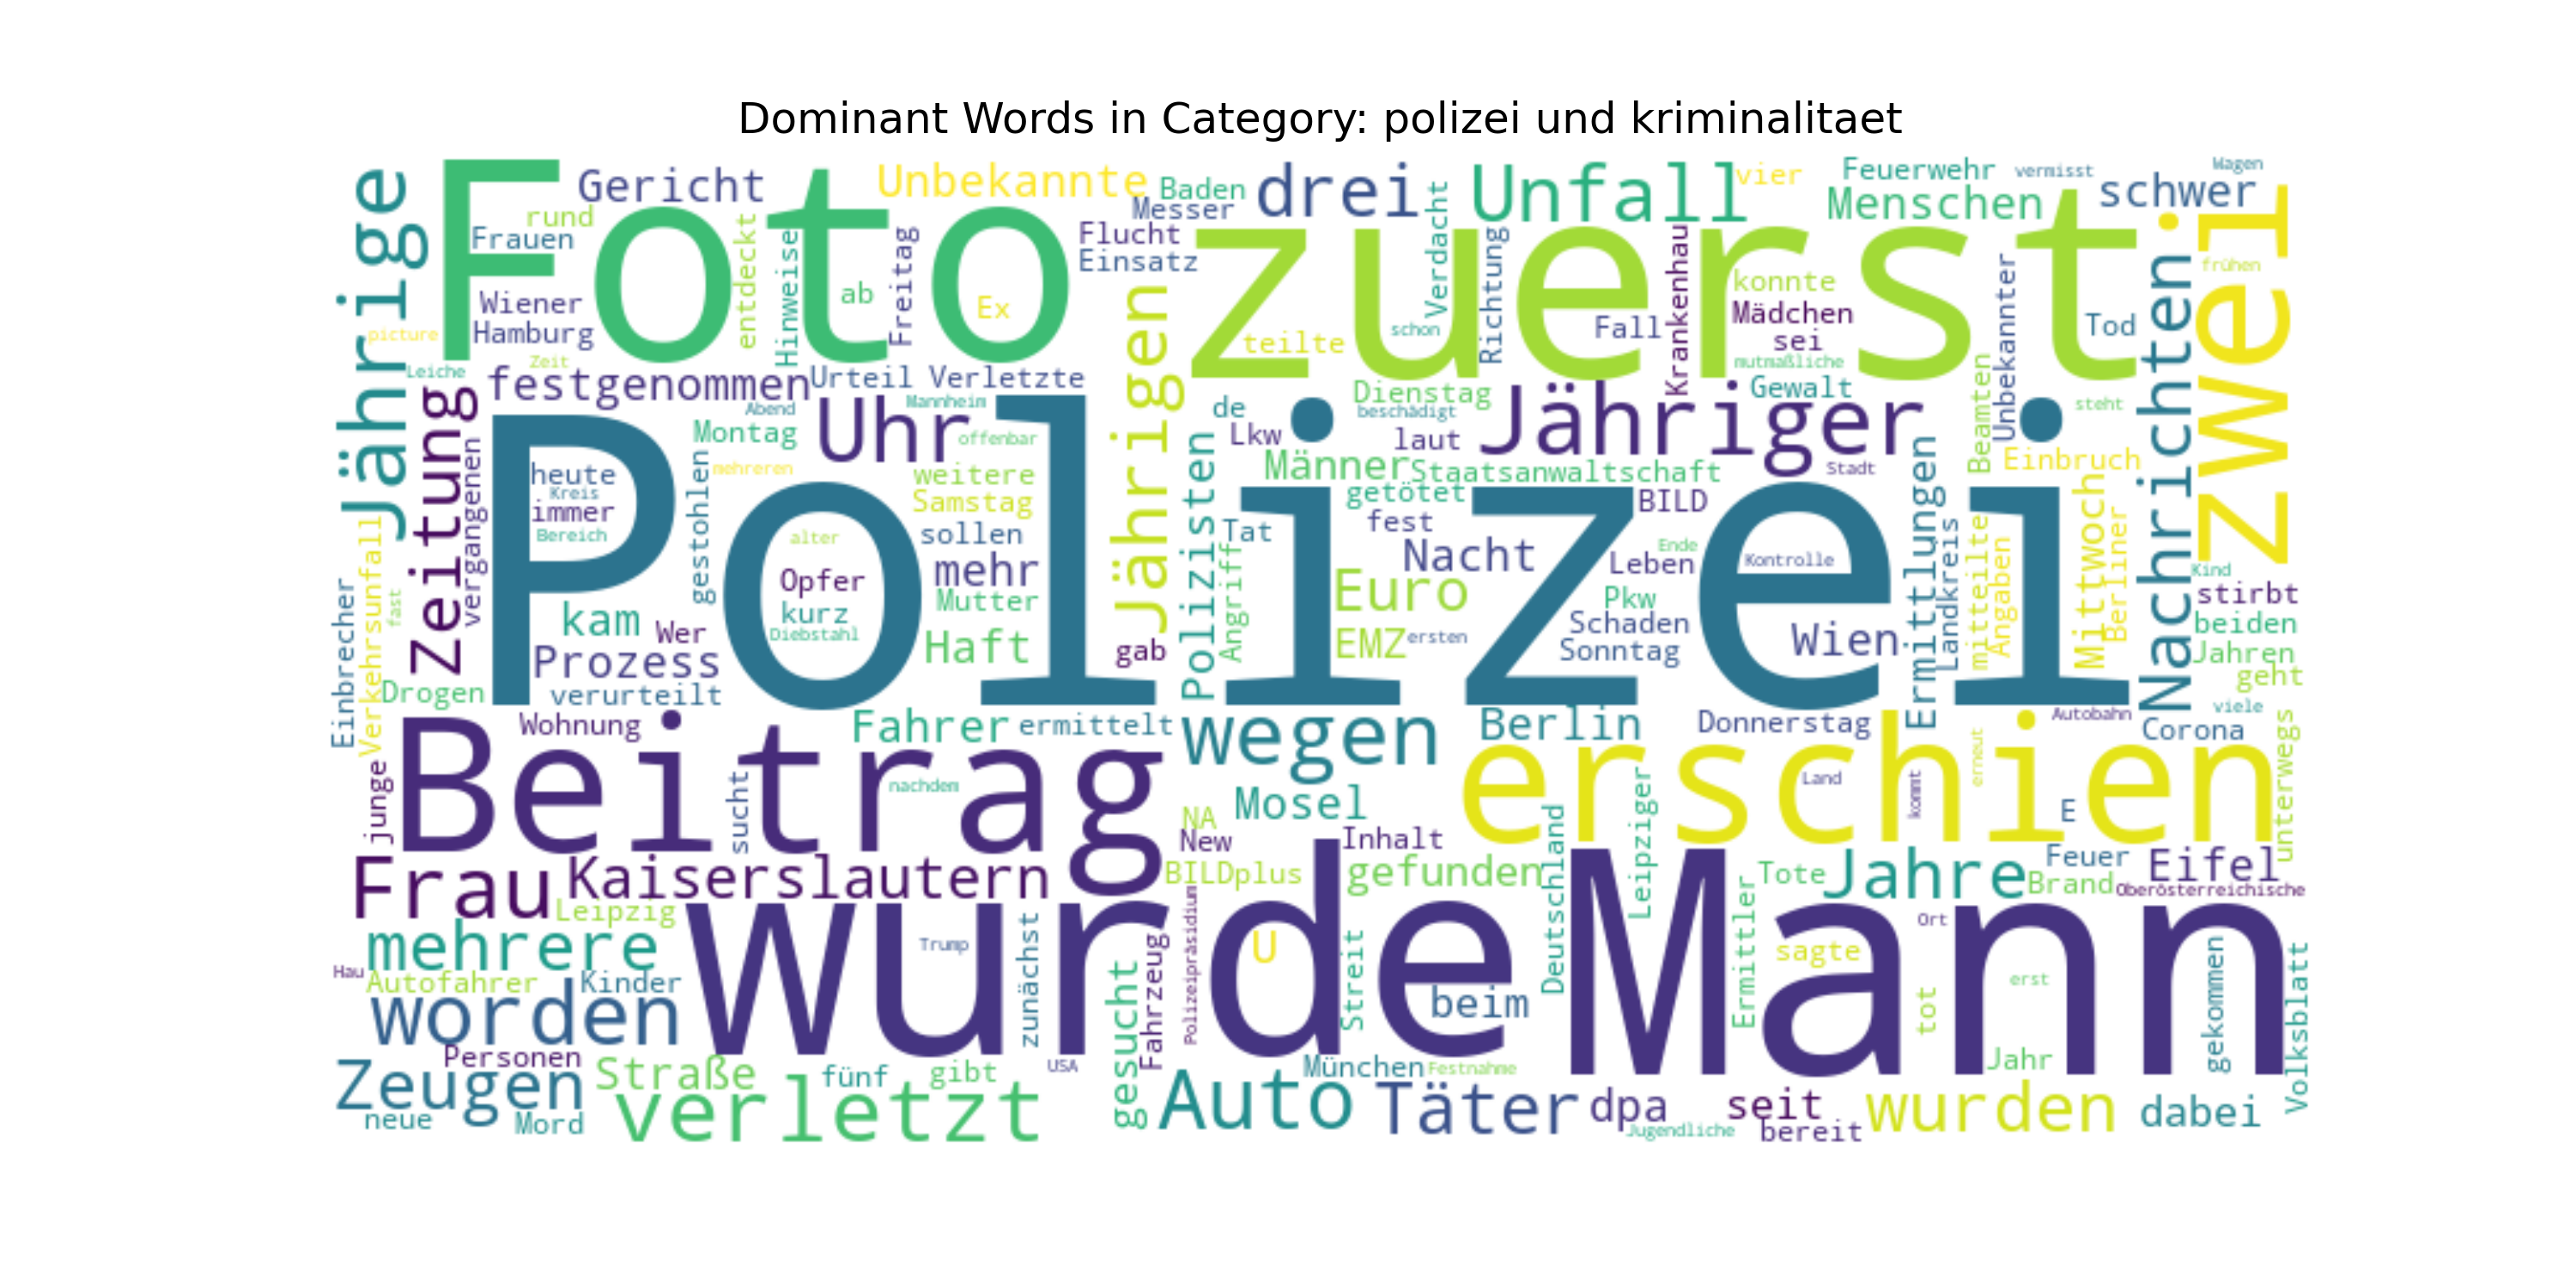 Dominant Words in Category: polizei und kriminalitaet
Jährige
Foto
Gericht
Unbekannte
Baden
drei
Unfall
vier
Feuerwehr
vermisst
Wagen
Menschen
schwer
zwei
rund
Frauen
entdeckt
Hinweise
Messer
Flucht
Einsatz
zuerst
Verdacht
Richtung
Krankenhau
konnte
Unbekannter
Nachrichten
frühen
Wiener
Hamburg
ab
Freitag
Ex
Jährigen
teilte
schon
Fall
Mädchen
sei
mutmaßliche
Tod
picture
Zeit
Leiche
festgenommen
Urteil
Verletzte
Dienstag
Gewalt
Beamten
Zeitung
Abend
Mannheim
Uhr
de
beschädigt
Jähriger
steht
vergangenen
Polizei
Montag
offenbar
Lkw
laut
Männer
Staatsanwaltschaft
Stadt
Einbruch
heute
Kreis
immer
Bereich
gestohlen
mehreren
weitere
Samstag
sollen
Polizisten
getötet
BILD
Ermittlungen
Landkreis
Mittwoch
Berliner
alter
Tat
fest
Nacht
Ende
Leben
Kontrolle
mitteilte
Angaben
Kind
Opfer
kurz
Diebstahl
mehr
Mutter
Angriff
Euro
Pkw
stirbt
Einbrecher
Verkehrsunfall
fast
kam
Wer
Haft
gab
EMZ
ersten
Schaden
Sonntag
Wien
beiden
Jahren
geht
Prozess
Drogen
verurteilt
viele
Wohnung
Fahrer
ermittelt
wegen
Berlin
Donnerstag
Autobahn
Corona
Beitrag
erschien
unterwegs
junge
sucht
nachdem
Mosel
Land
kommt
erneut
Leipziger
Deutschland
NA
New
Inhalt
E
Frau
Kaiserslautern
BILDplus
gefunden
Tote
Jahre
Feuer
Brand
Eifel
Oberösterreichische
Leipzig
wurde
Polizeipräsidium
Mann
Ort
mehrere
Trump
zunächst
Fahrzeug
U
Streit
Ermittler
sagte
erst
gekommen
Volksblatt
Hau
Autofahrer
Kinder
worden
gesucht
beim
tot
Personen
Zeugen
Straße
fünf
gibt
USA
München
Festnahme
Jahr
neue
Mord
verletzt
Auto
Täter
dpa
Jugendliche
seit
bereit
wurden
dabei